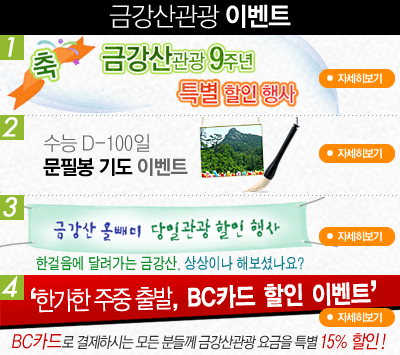 금강산관광 이벤트
1
축 금강산관광 9주년
특별 할인 행사
자세히보기
2
수능 D-100일
문필봉 기도 이벤트
자세히보기
3
금강산 올빼미 당일관광 할인 행사
자세히보기
한걸음에 달려가는 금강산, 상상이나 해보셨나요?
4
'한가한 주중 출발, BC카드 할인 이벤트'
자세히보기
BC카드로 결제하시는 모든 분들께 금강산관광 요금을 특별 15% 할인!